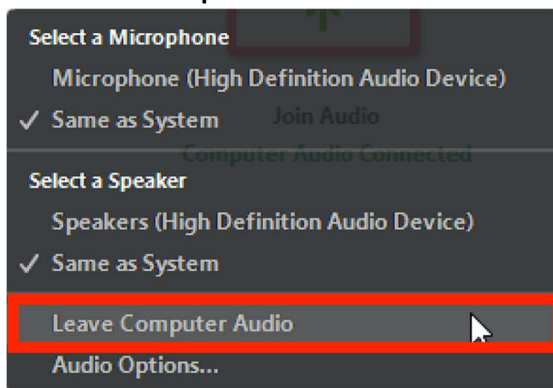 Select a Microphone
Microphone (High Definition Audio Device)
✓ Same as System
Join Audio
Computer Audio Connected
Select a Speaker
Speakers (High Definition Audio Device)
✓ Same as System
Leave Computer Audio
Audio Options...